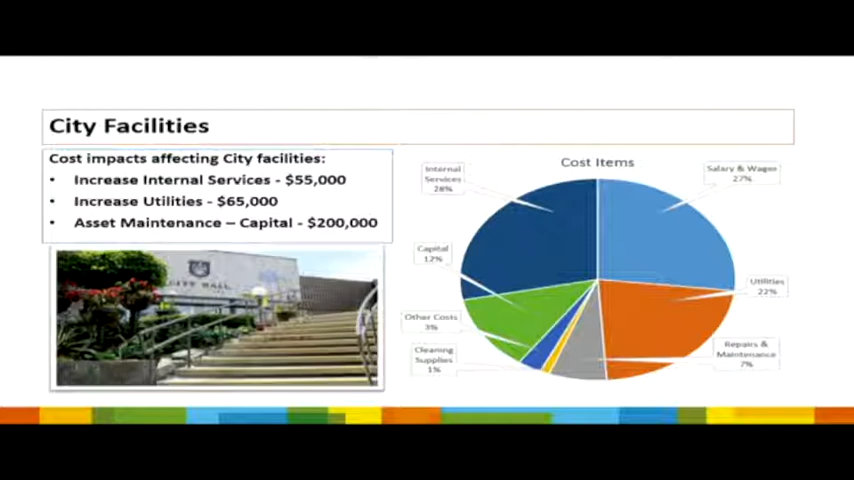 City Facilities
Cost impacts affecting City facilities:
• Increase Internal Services - $55,000
• Increase Utilities - $65,000
• Asset Maintenance – Capital - $200,000
CITY HALL
Cost Items
Internal
Services
28%
Salary & Wages
27%
Capital
12%
Utilities
22%
Other Costs
3%
Repairs &
Maintenance
7%
Cleaning
Supplies
1%